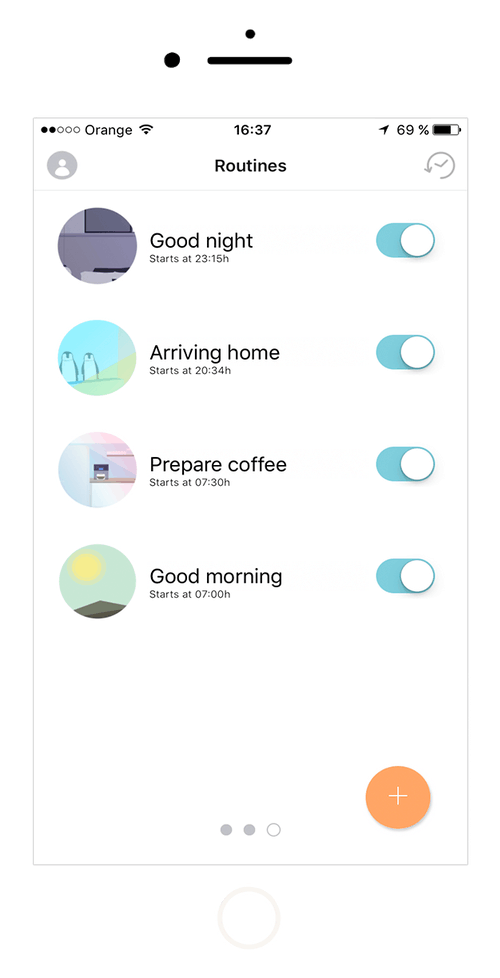 Orange 16:37 69 %
Routines
Good night
Starts at 23:15h
Arriving home
Starts at 20:34h
Prepare coffee
Starts at 07:30h
Good morning
Starts at 07:00h